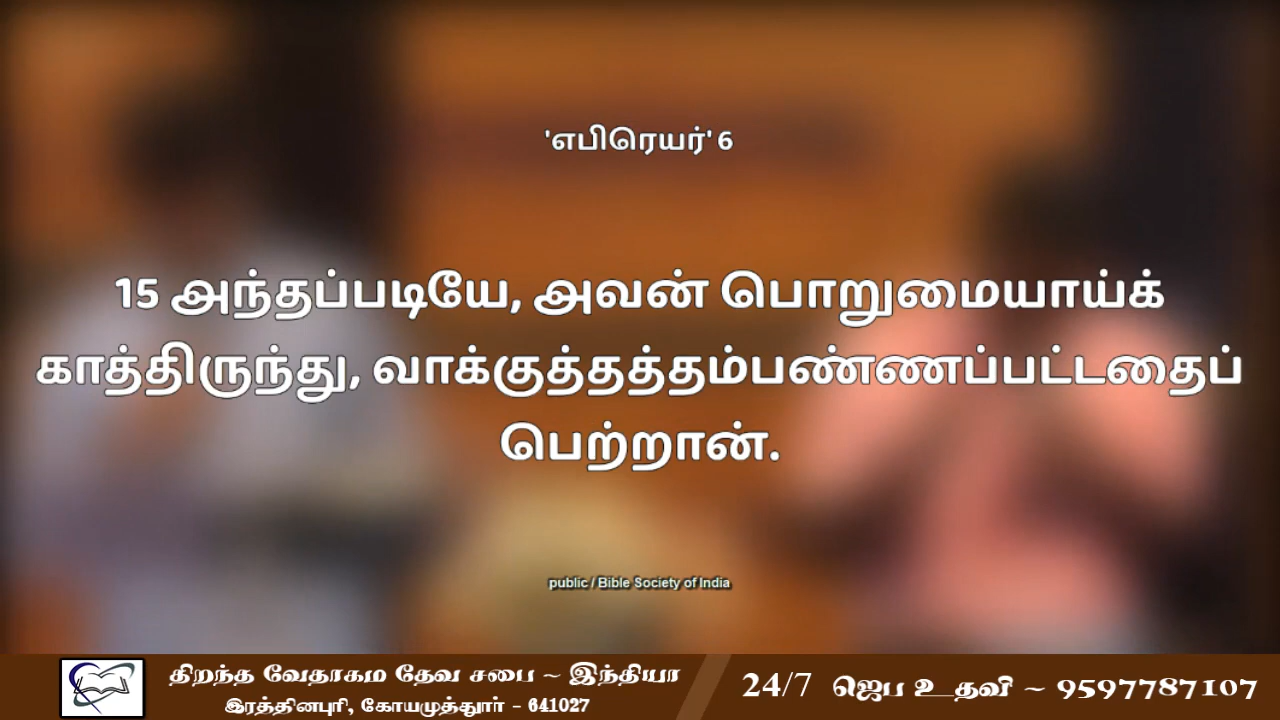 'எபிரெயர்' 6
15 அந்தப்படியே, அவன் பொறுமையாய்க்
காத்திருந்து, வாக்குத்தத்தம்பண்ணப்பட்டதைப்
பெற்றான்.
public / Bible Society of India
திறந்த வேதாகம தேவ சபை ~ இந்தியா
இரத்தினபுரி, கோயமுத்தூர் - 641027
24/7 ஜெப உதவி ~ 9597787107